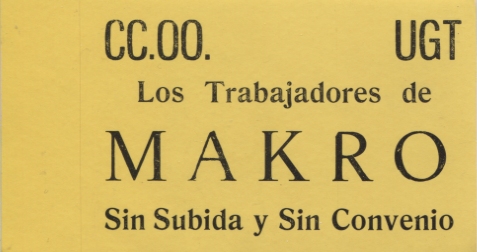 CC.OO. UGT
Los Trabajadores de
MAKRO
Sin Subida y Sin Convenio